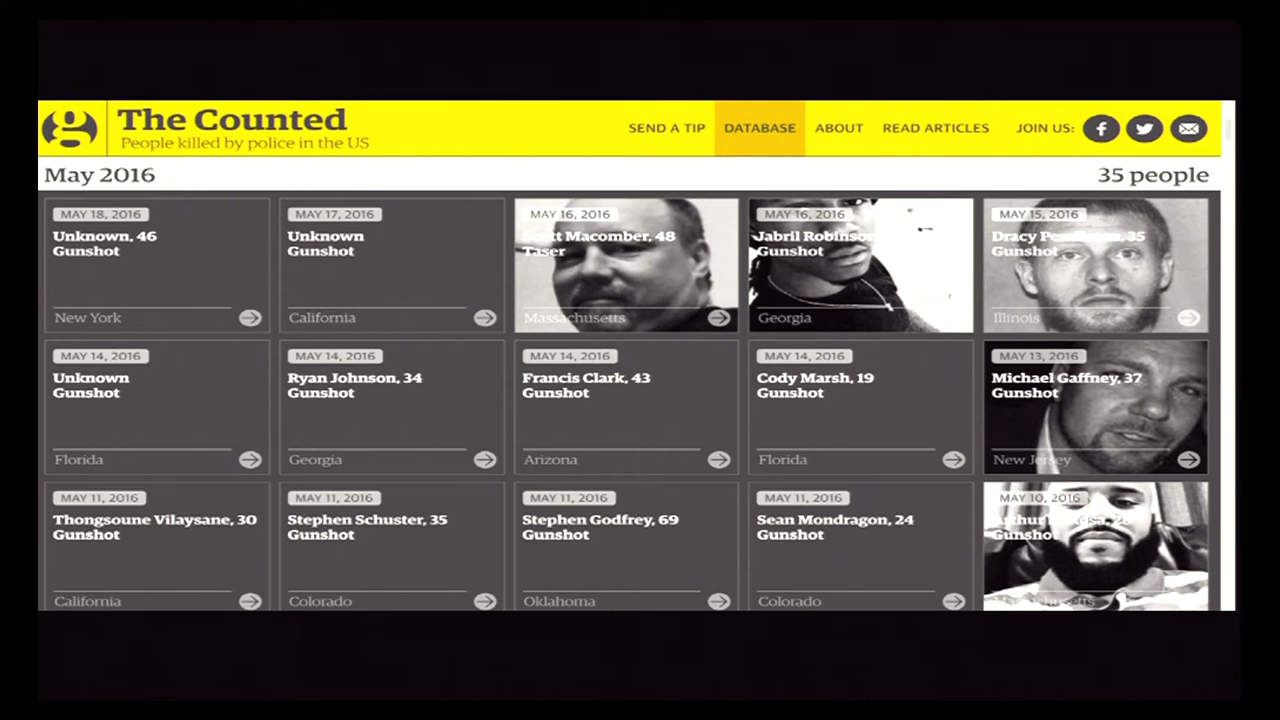 The Counted
People killed by police in the US
SEND A TIP
DATABASE
ABOUT
READ ARTICLES
JOIN US:
May 2016
35 people
MAY 18, 2016
Unknown, 46
Gunshot
New York
MAY 17, 2016
Unknown
Gunshot
California
MAY 16, 2016
Scott Macomber, 48
Taser
Massachusetts
MAY 16, 2016
Jabril Robinson
Gunshot
Georgia
MAY 15, 2016
Dracy 35
Gunshot
Illinois
MAY 14, 2016
Unknown
Gunshot
Florida
MAY 14, 2016
Ryan Johnson, 34
Gunshot
Georgia
MAY 14, 2016
Francis Clark, 43
Gunshot
Arizona
MAY 14, 2016
Cody Marsh, 19
Gunshot
Florida
MAY 13, 2016
Michael Gaffney, 37
Gunshot
New Jersey
MAY 11, 2016
Thongsoune Vilaysane, 30
Gunshot
California
MAY 11, 2016
Stephen Schuster, 35
Gunshot
Colorado
MAY 11, 2016
Stephen Godfrey, 69
Gunshot
Oklahoma
MAY 11, 2016
Sean Mondragon, 24
Gunshot
Colorado
MAY 10, 2016
Arthur
Gunshot
Massachusetts